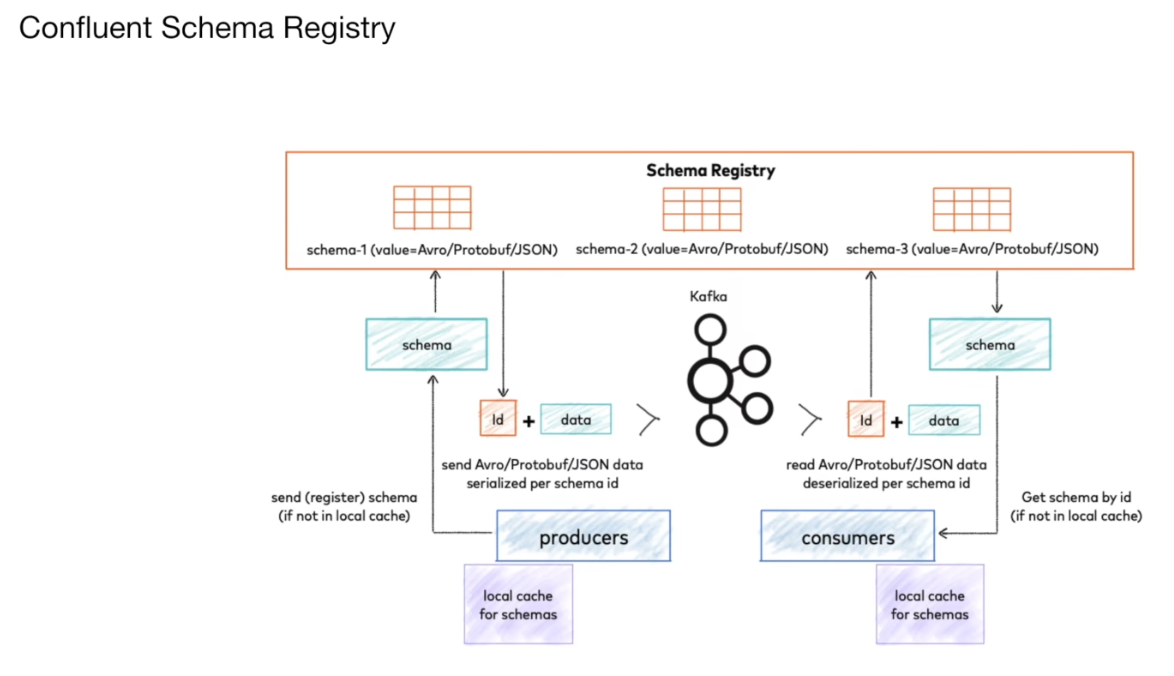 Confluent Schema Registry
Schema Registry
schema-1 (value=Avro/Protobuf/JSON)
schema-2 (value=Avro/Protobuf/JSON)
schema-3 (value=Avro/Protobuf/JSON)
Kafka
schema
schema
Id + data
Id + data
send Avro/Protobuf/JSON data
serialized per schema id
read Avro/Protobuf/JSON data
deserialized per schema id
send (register) schema
(if not in local cache)
Get schema by id
(if not in local cache)
producers
consumers
local cache
for schemas
local cache
for schemas